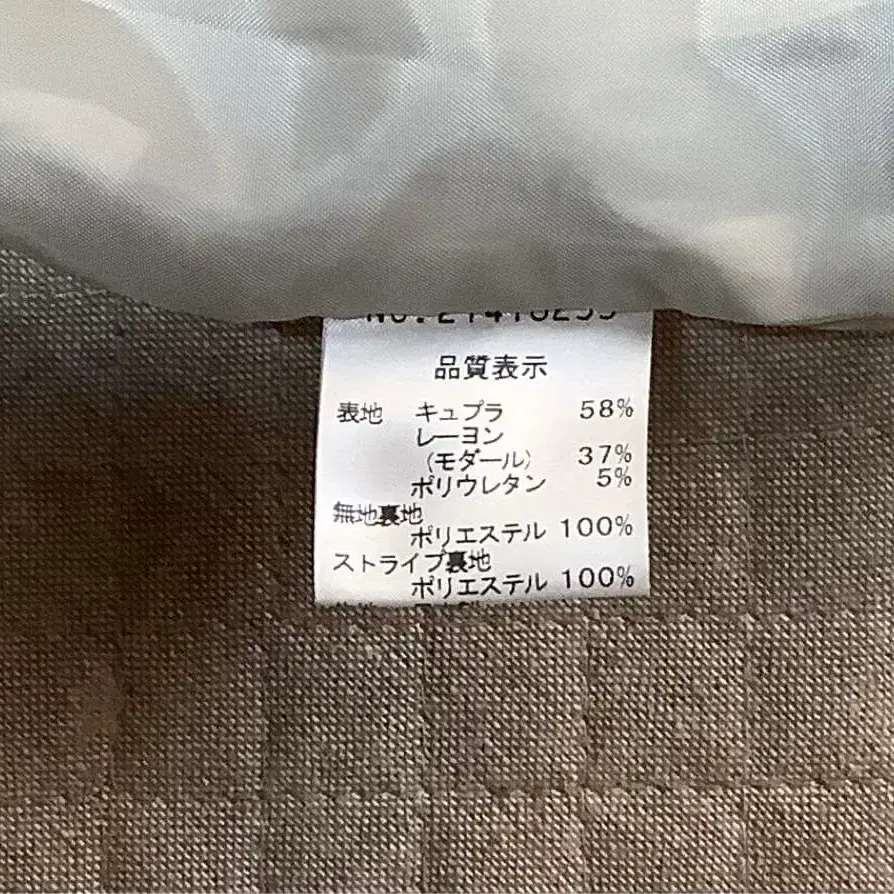 品質表示
表地 キュプラ 58%
レーヨン
(モダール) 37%
ポリウレタン 5%
無地裏地
ポリエステル 100%
ストライプ裏地
ポリエステル 100%